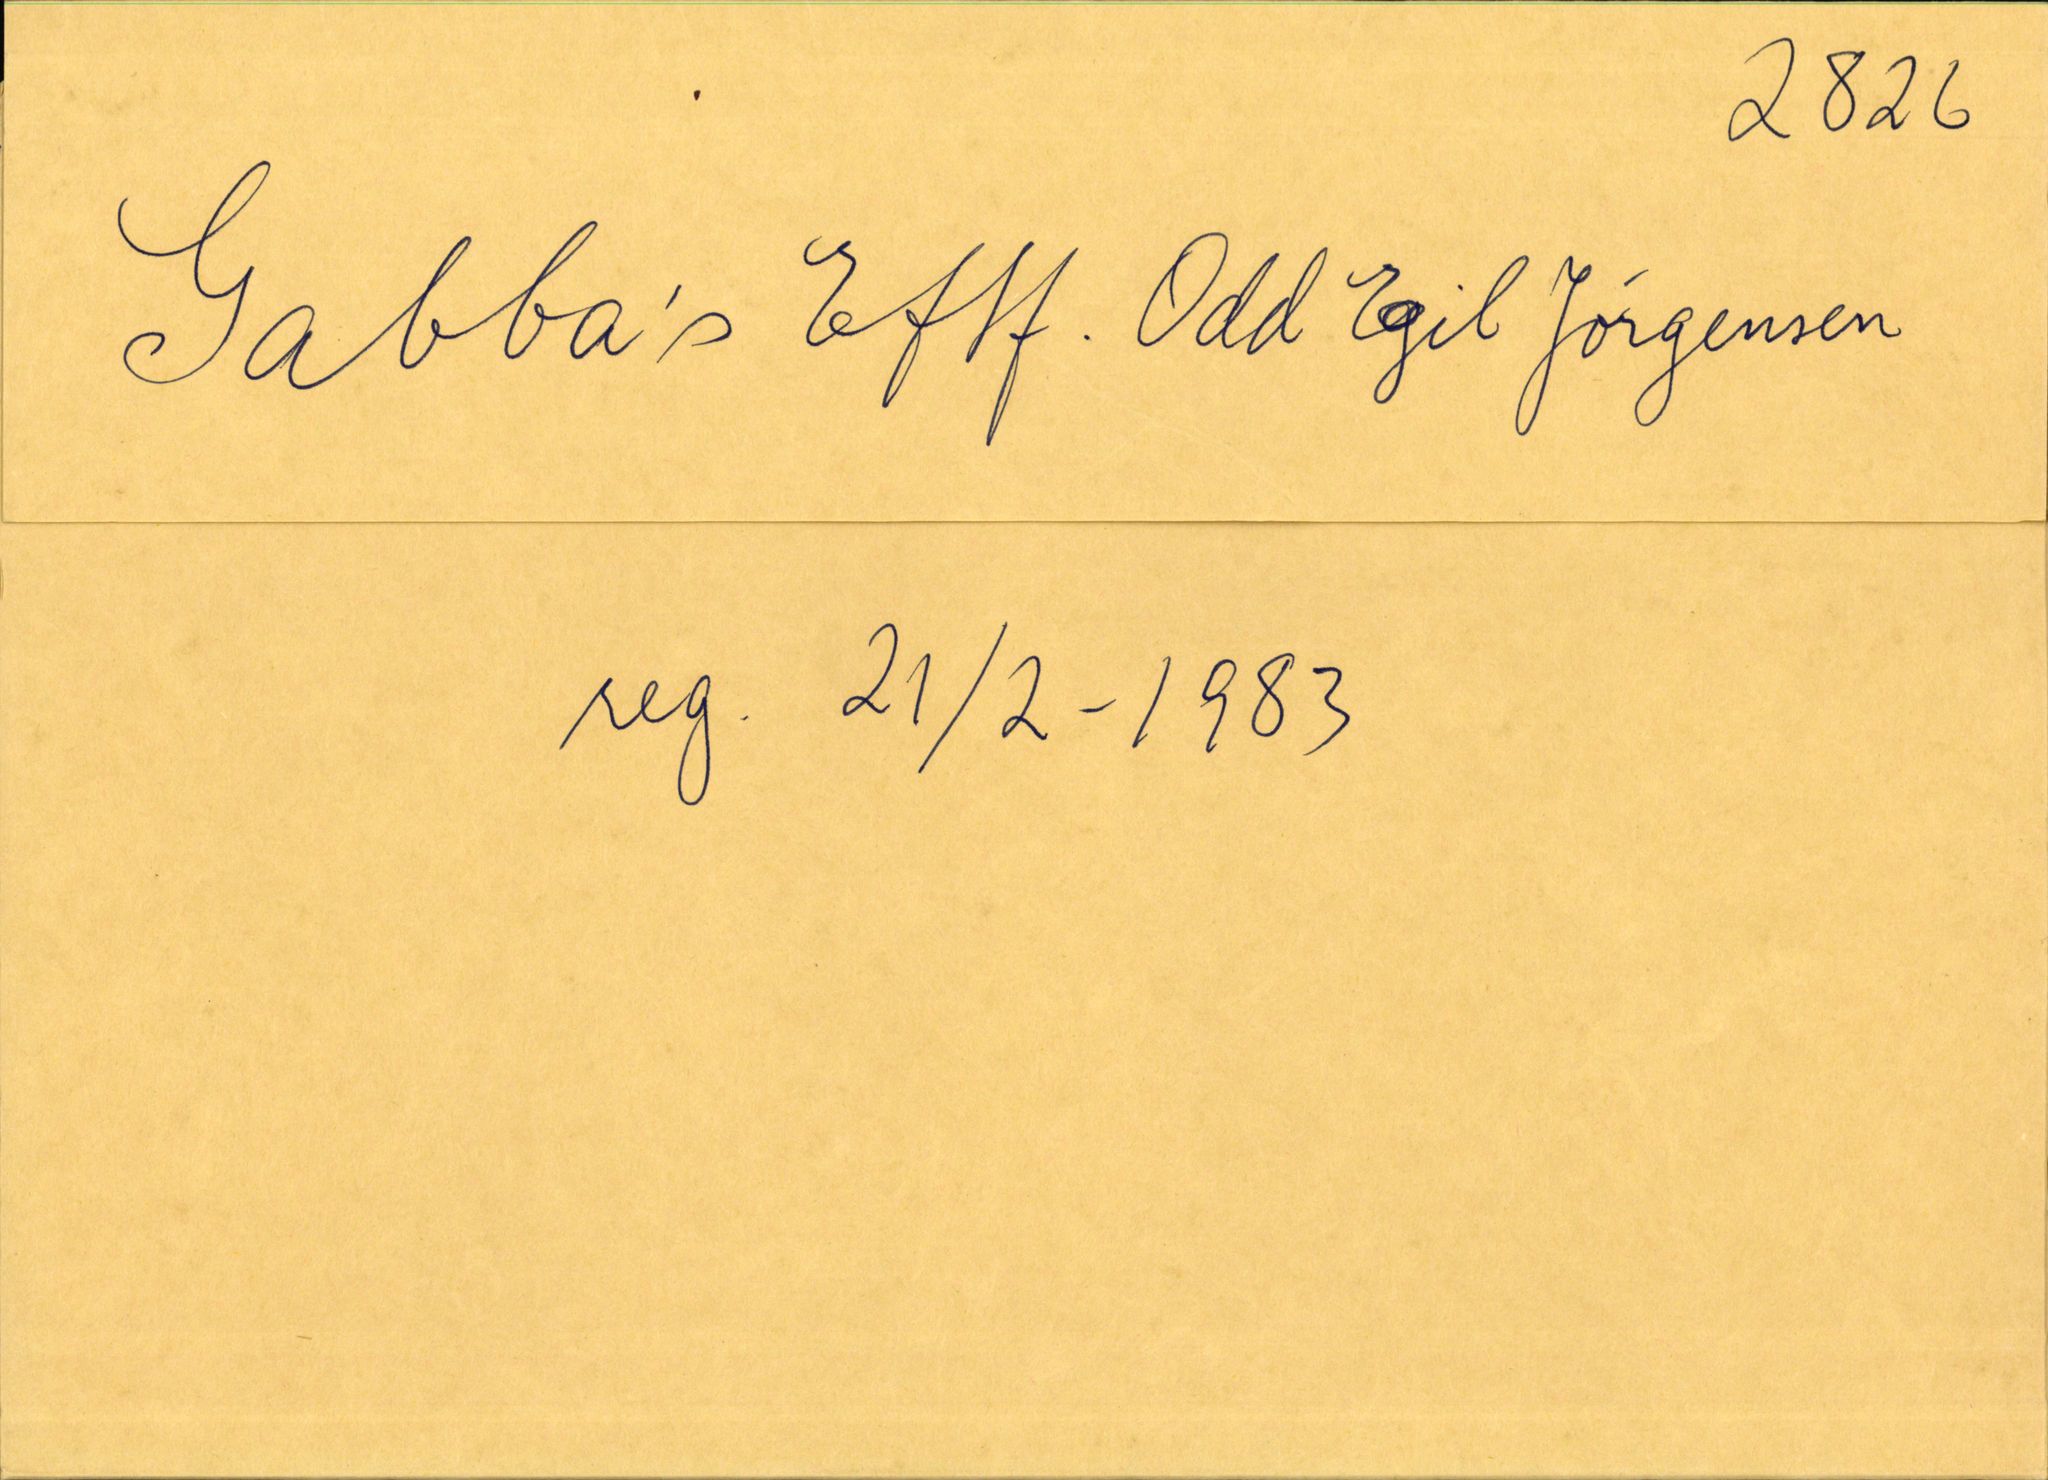 2826
Gabba's Eftf. Odd Egil Jörgensen
reg. 21/2-1983